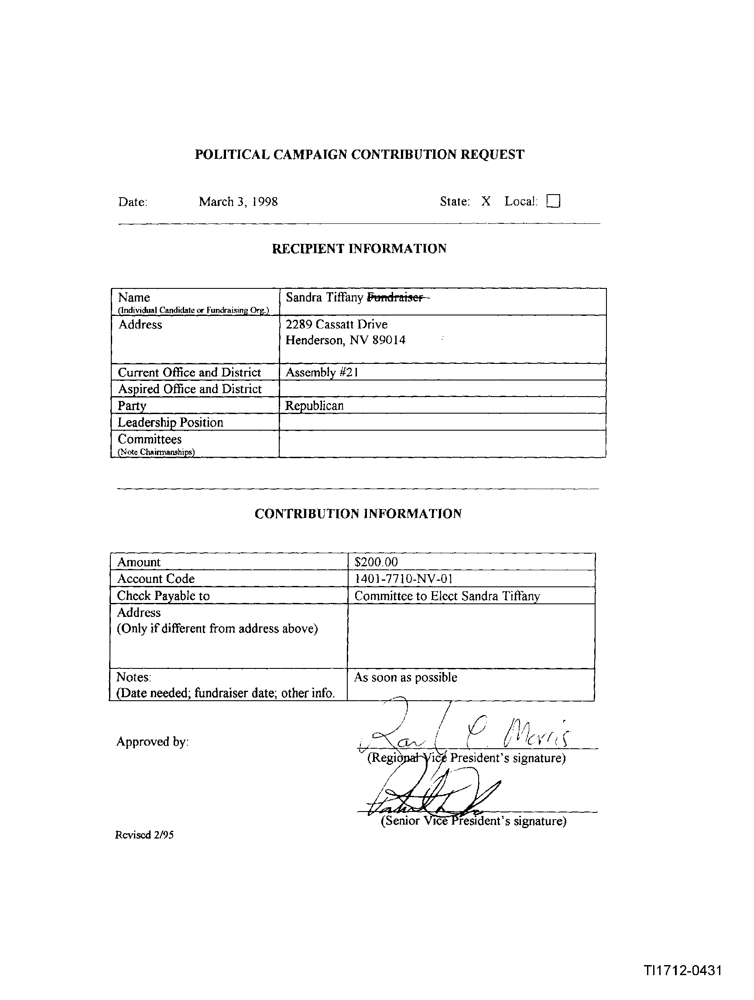 POLITICAL CAMPAIGN CONTRIBUTION REQUEST
Date: March 3, 1998 State: X Local: ☐
RECIPIENT INFORMATION
Name Sandra Tiffany Fundraiser
(Individual Candidate or Fundraising Org.)
Address 2289 Cassatt Drive
Henderson, NV 89014
Current Office and District Assembly #21
Aspired Office and District
Party Republican
Leadership Position
Committees
(Note Chairmanships)
CONTRIBUTION INFORMATION
Amount $200.00
Account Code 1401-7710-NV-01
Check Payable to Committee to Elect Sandra Tiffany
Address
(Only if different from address above)
Notes: As soon as possible
(Date needed; fundraiser date; other info.
Approved by: P. Morris
(Regional Vice President's signature)
(Senior Vice President's signature)
Revised 2/95
TI1712-0431